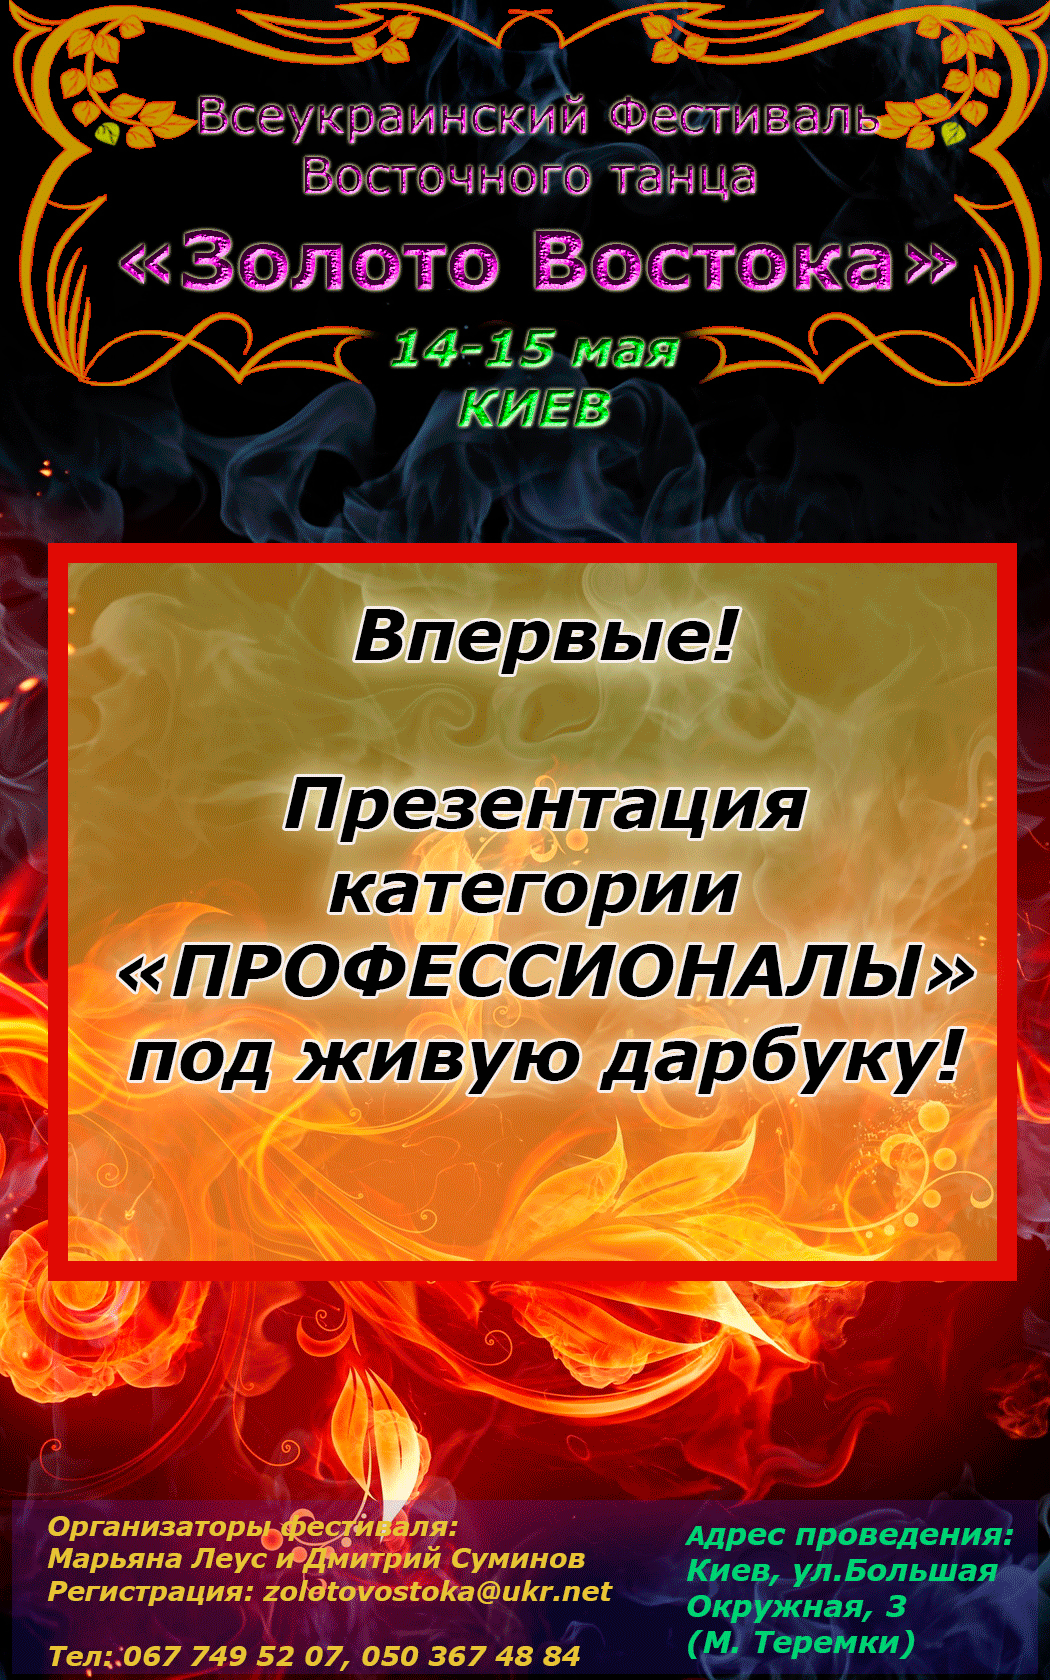 Всеукраинский Фестиваль
Восточного танца
«Золото Востока»
14-15 мая
КИЕВ
Впервые!
Презентация
категории
«ПРОФЕССИОНАЛЫ»
под живую дарбуку!
Организаторы фестиваля:
Марьяна Леус и Дмитрий Суминов
Регистрация: zolotovostoka@ukr.net
Тел: 067 749 52 07, 050 367 48 84
Адрес проведения:
Киев, ул.Большая
Окружная, 3
(М. Теремки)